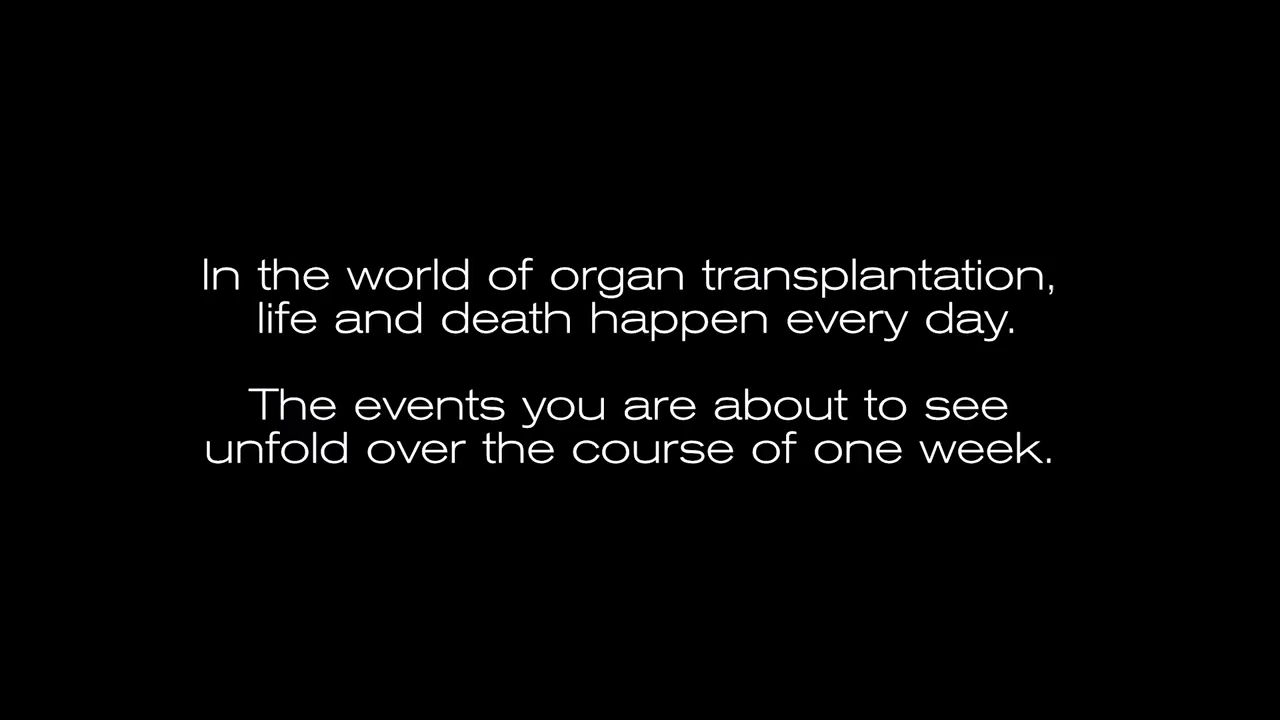 In the world of organ transplantation,
life and death happen every day.
The events you are about to see
unfold over the course of one week.